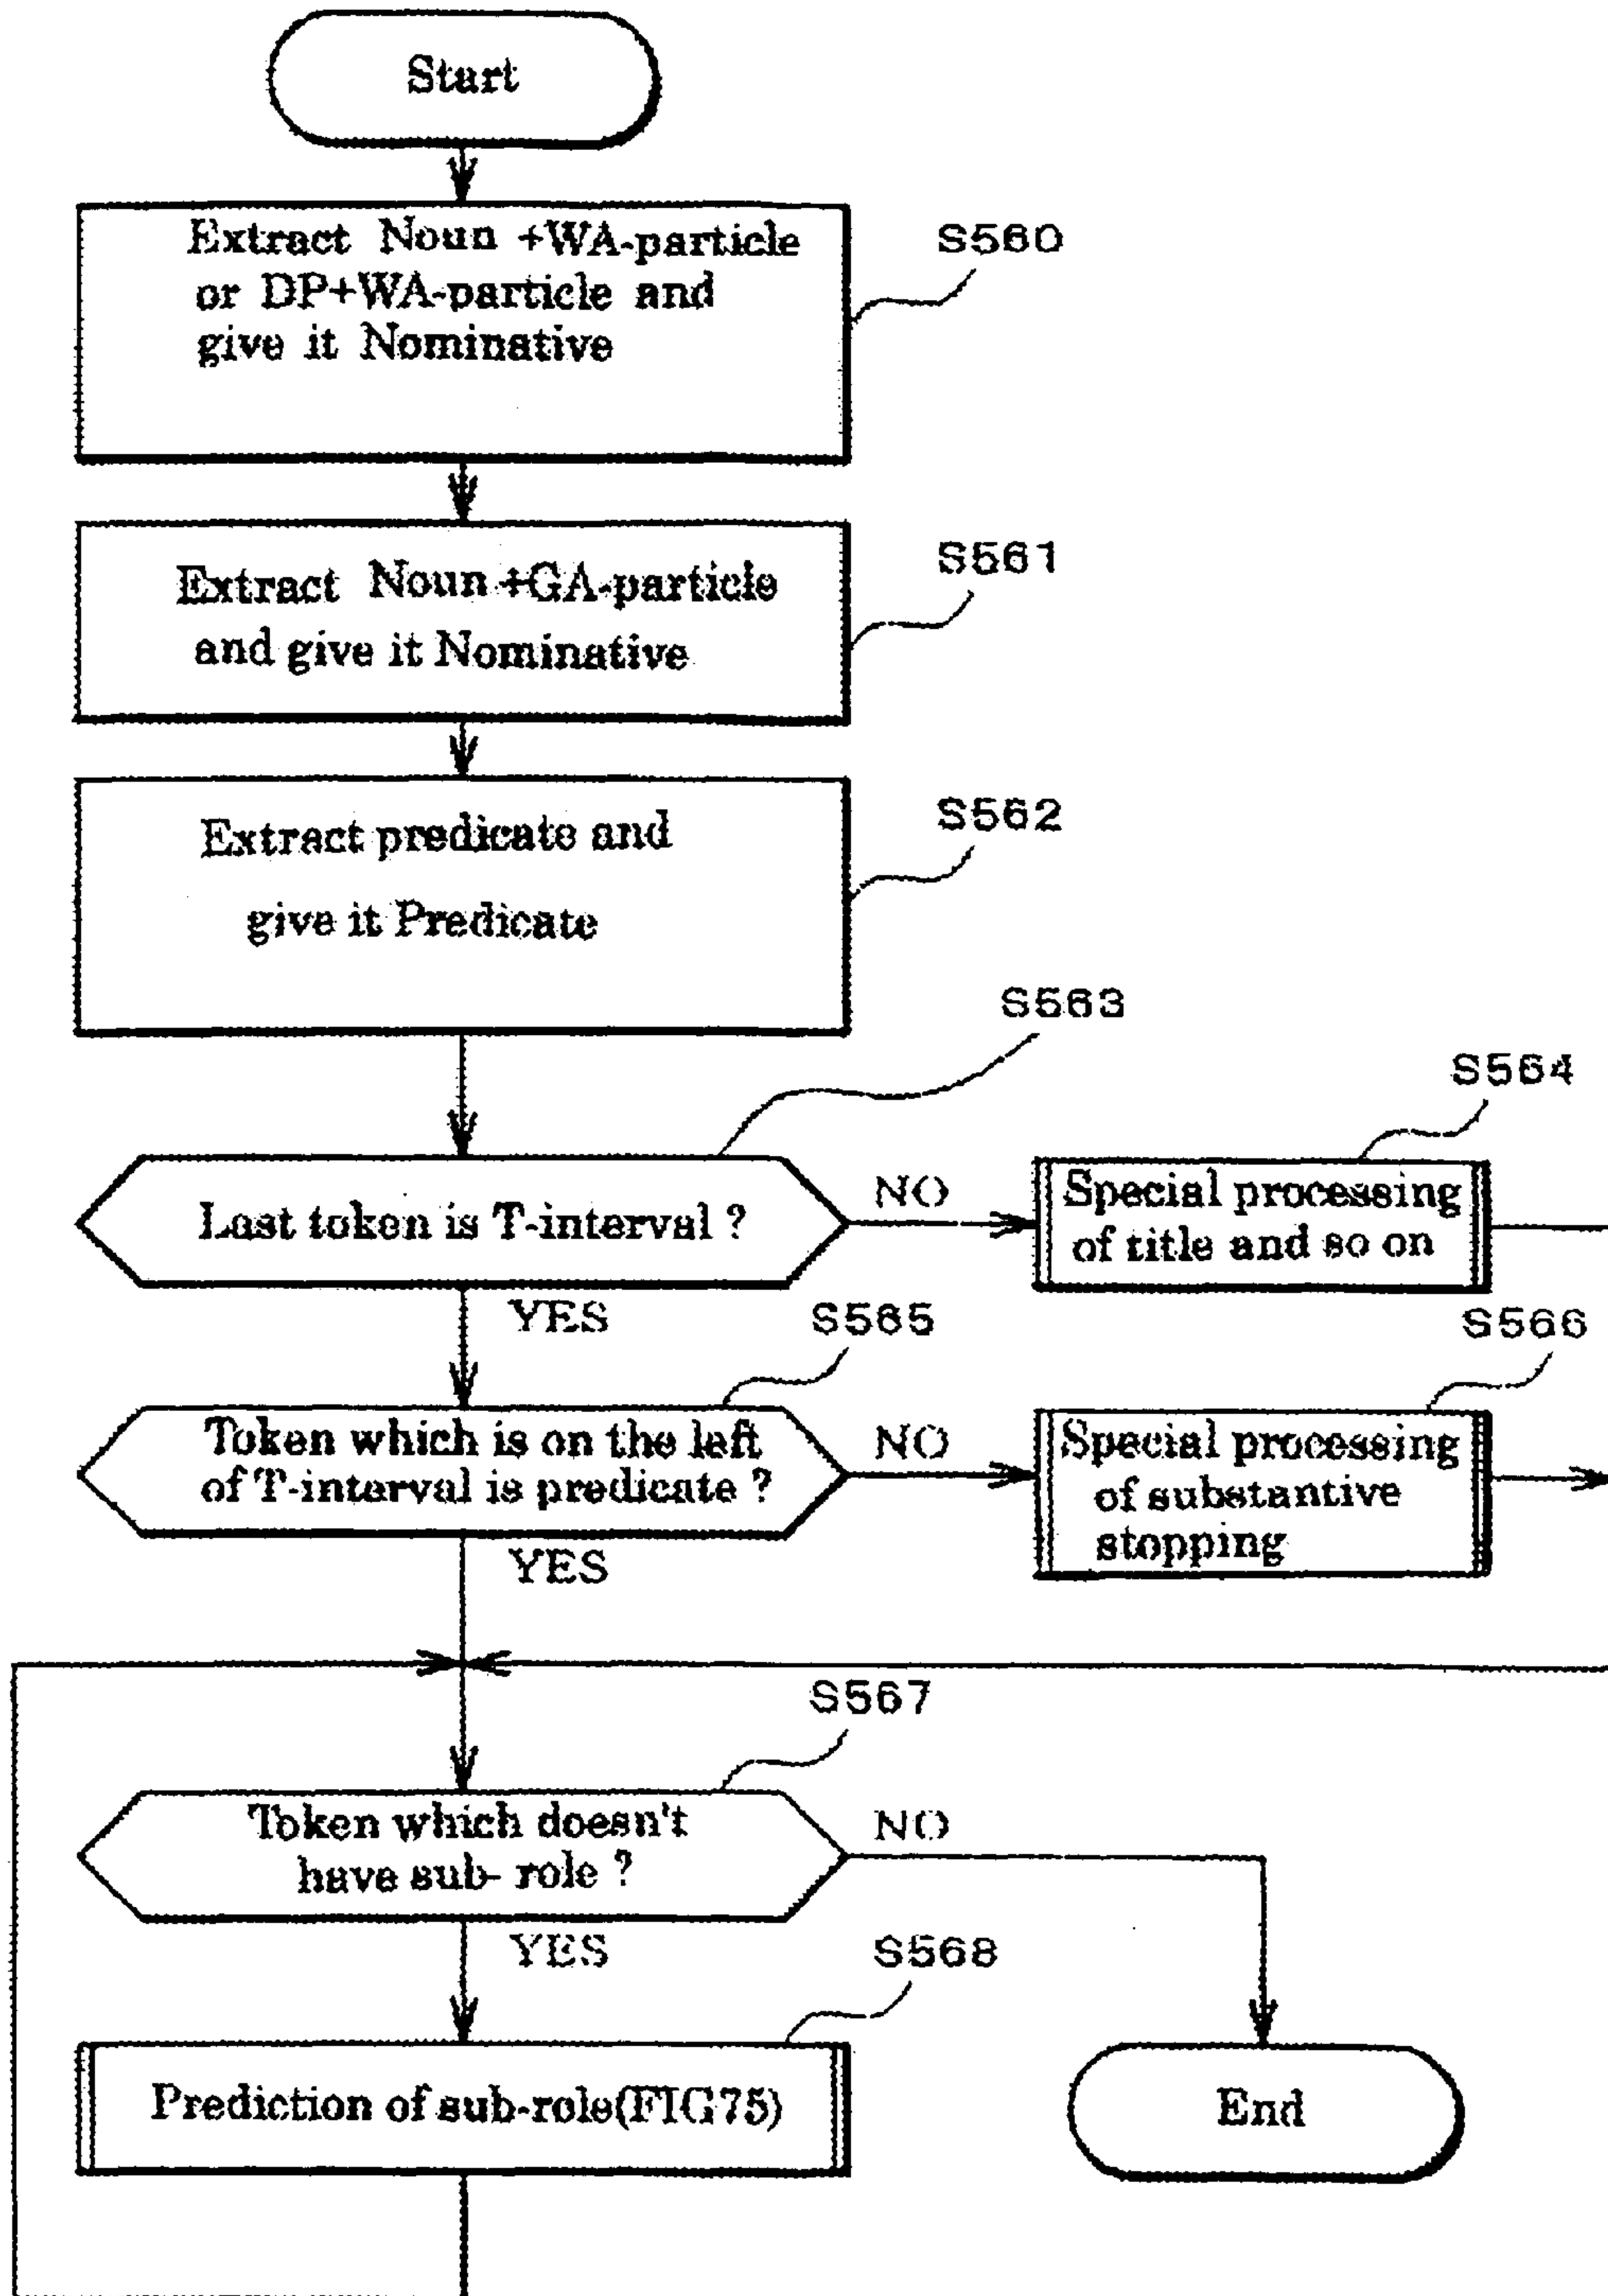 Start
Extract Noun +WA-particle
or DP+WA-particle and
give it Nominative
S560
Extract Noun +GA-particle
and give it Nominative
S561
Extract predicate and
give it Predicate
S562
S563
S564
Last token is T-interval ?
NO
Special processing
of title and so on
YES
S565
S566
Token which is on the left
of T-interval is predicate ?
NO
Special processing
of substantive
stopping
YES
S567
Token which doesn't
have sub- role ?
NO
YES
S568
Prediction of sub-role(FIG75)
End